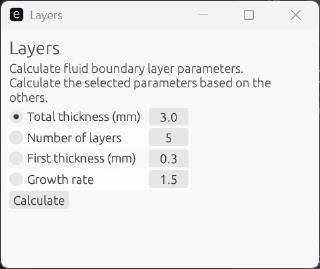 Layers
Layers
Calculate fluid boundary layer parameters.
Calculate the selected parameters based on the
others.
Total thickness (mm) 3.0
Number of layers 5
First thickness (mm) 0.3
Growth rate 1.5
Calculate